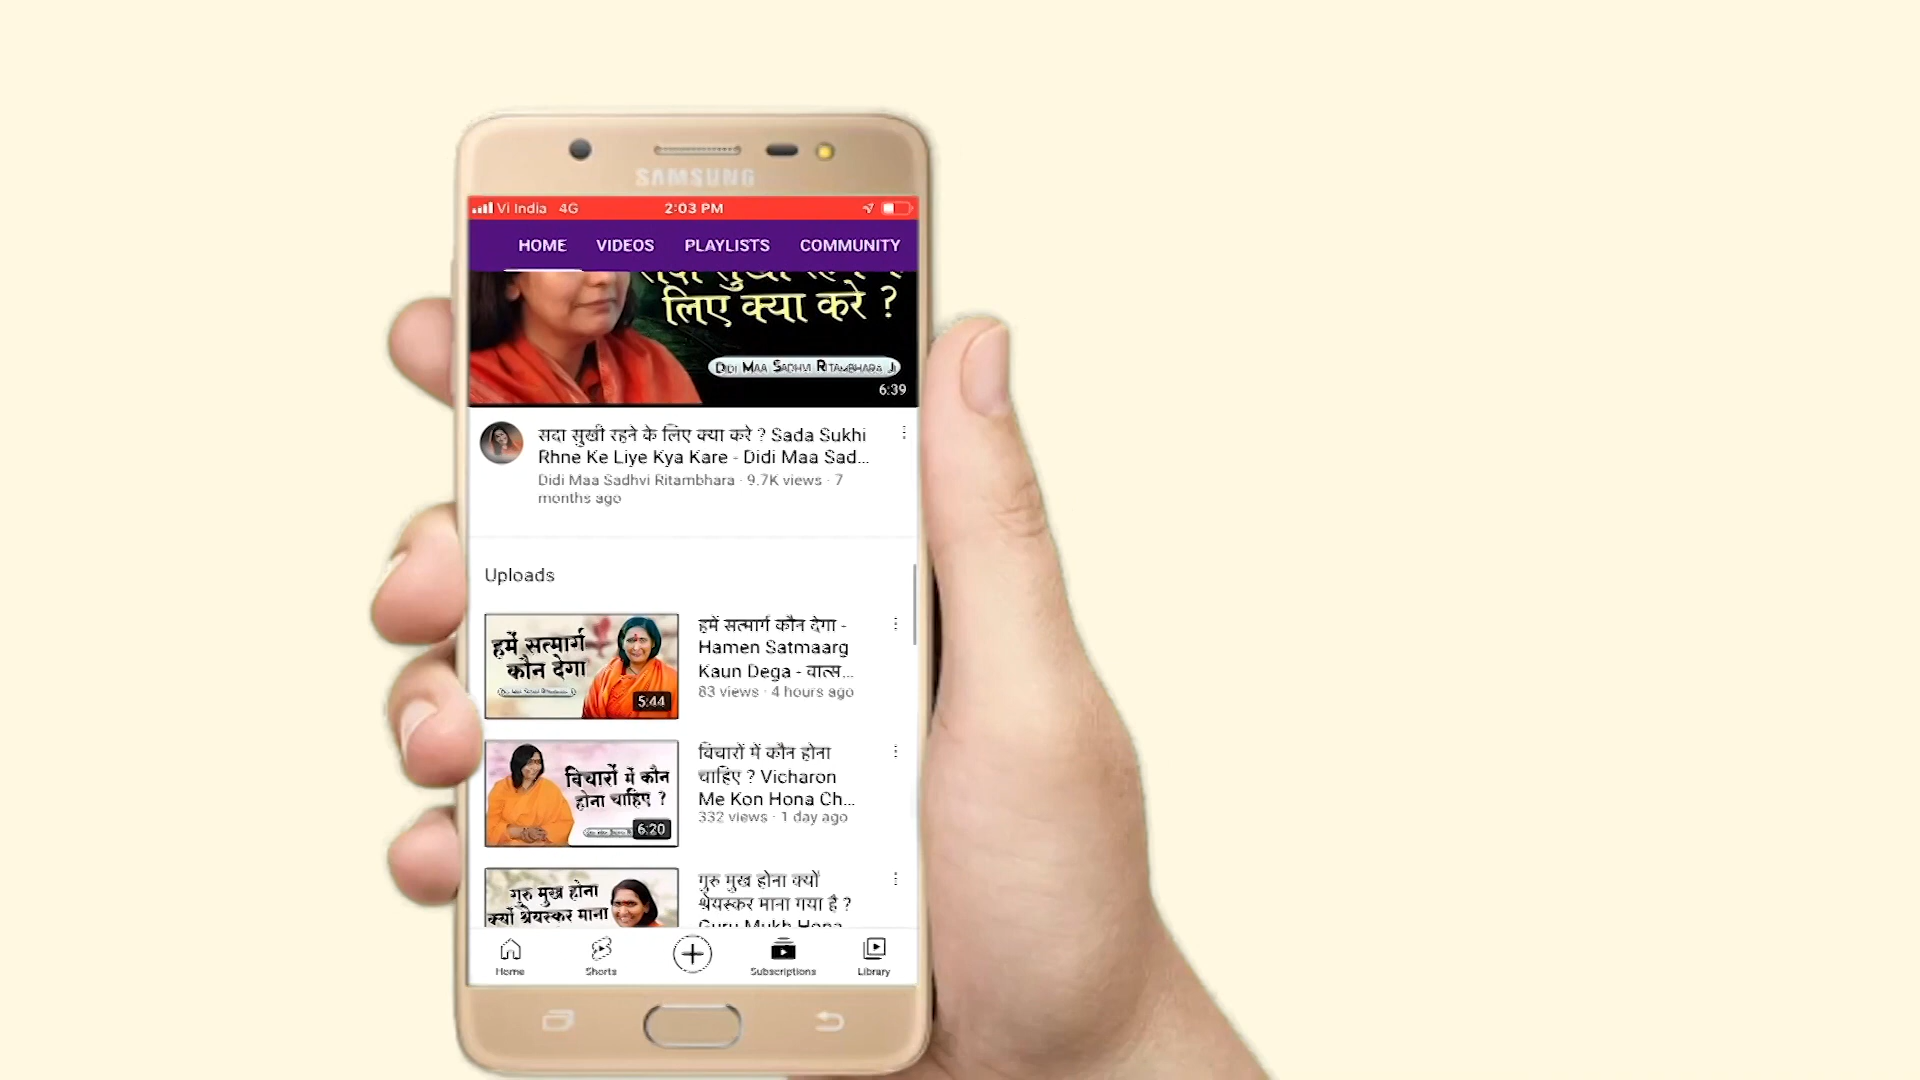 SAMSUNG
Vi India 4G 2:03 PM
HOME VIDEOS PLAYLISTS COMMUNITY
लिए क्या करे ?
DIDI MAA SADHVI RITAMBHARA JI
6:39
सदा सुखी रहने के लिए क्या करे ? Sada Sukhi
Rhne Ke Liye Kya Kare - Didi Maa Sad...
Didi Maa Sadhvi Ritambhara · 9.7K views · 7
months ago
Uploads
हमें सत्मार्ग
कौन देगा
5:44
हमें सत्मार्ग कौन देगा -
Hamen Satmaarg
Kaun Dega - वात्स...
83 views · 4 hours ago
विचारों में कौन
होना चाहिए ?
6:20
विचारों में कौन होना
चाहिए ? Vicharon
Me Kon Hona Ch...
332 views · 1 day ago
गुरु मुख होना
क्यों श्रेयस्कर माना
गुरु मुख होना क्यों
श्रेयस्कर माना गया है ?
Guru Mukh Hona
Home Shorts Subscriptions Library